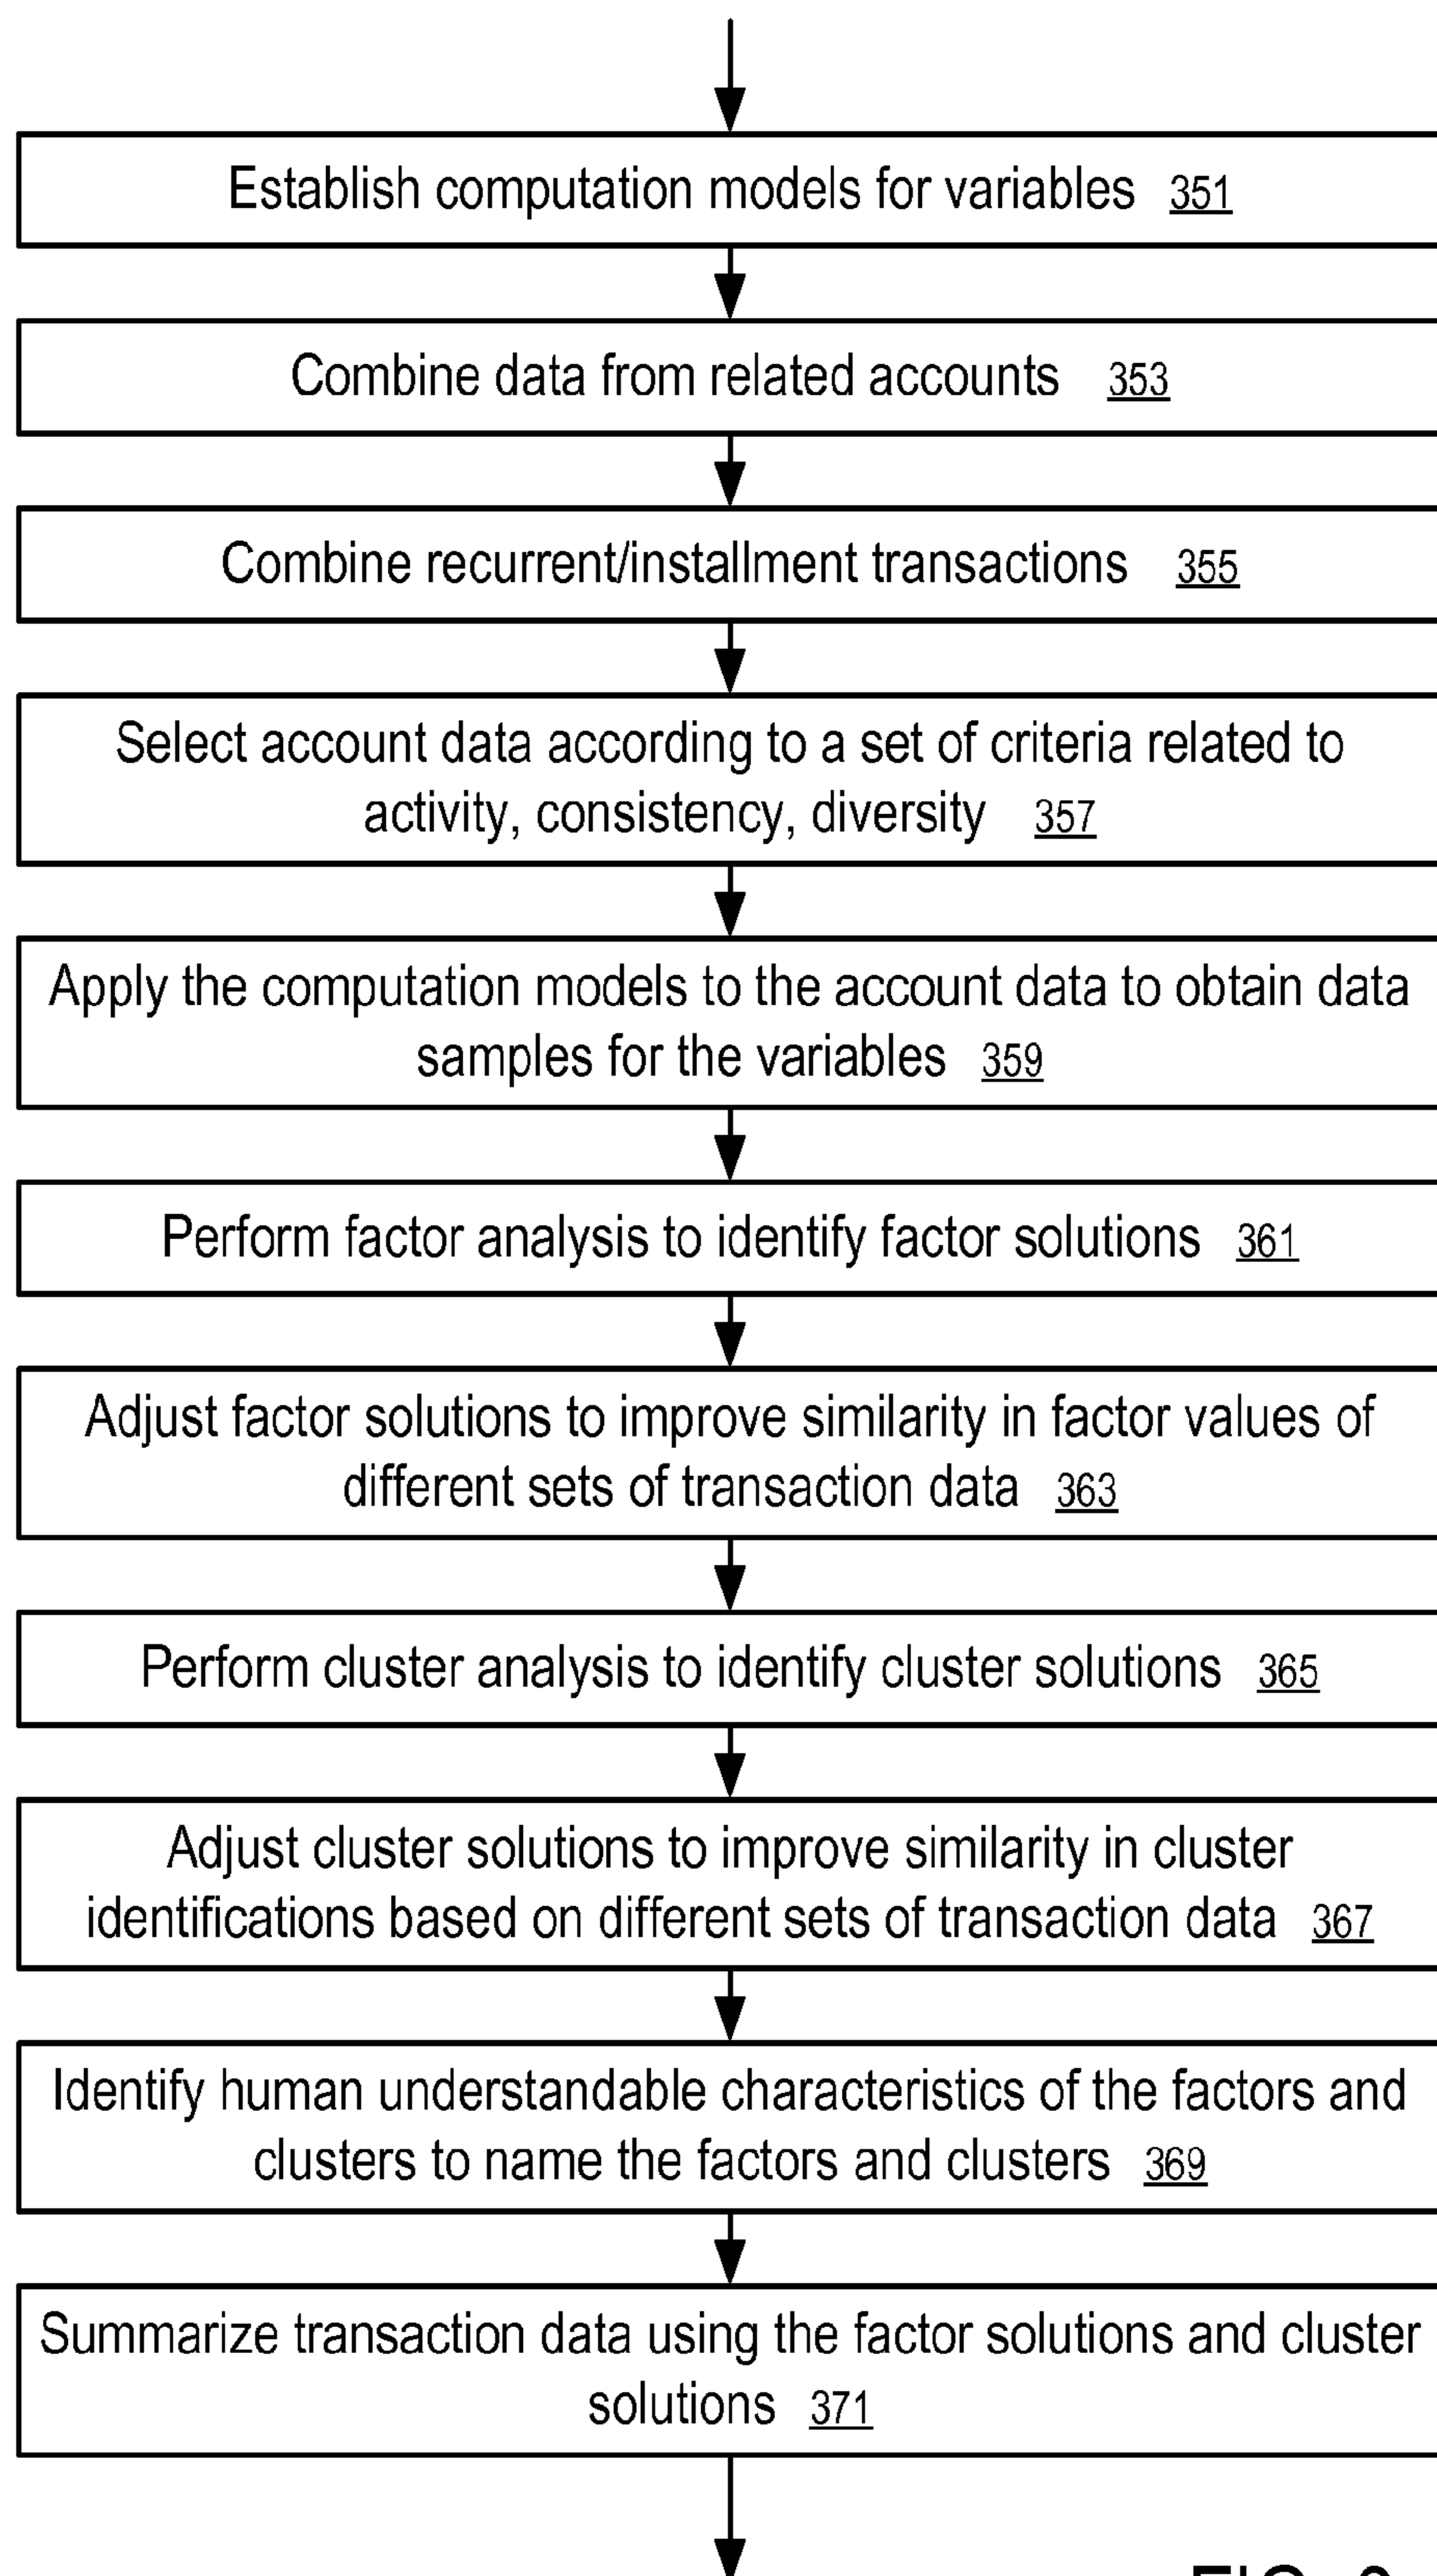 Establish computation models for variables 351
Combine data from related accounts 353
Combine recurrent/installment transactions 355
Select account data according to a set of criteria related to
activity, consistency, diversity 357
Apply the computation models to the account data to obtain data
samples for the variables 359
Perform factor analysis to identify factor solutions 361
Adjust factor solutions to improve similarity in factor values of
different sets of transaction data 363
Perform cluster analysis to identify cluster solutions 365
Adjust cluster solutions to improve similarity in cluster
identifications based on different sets of transaction data 367
Identify human understandable characteristics of the factors and
clusters to name the factors and clusters 369
Summarize transaction data using the factor solutions and cluster
solutions 371
FIG.